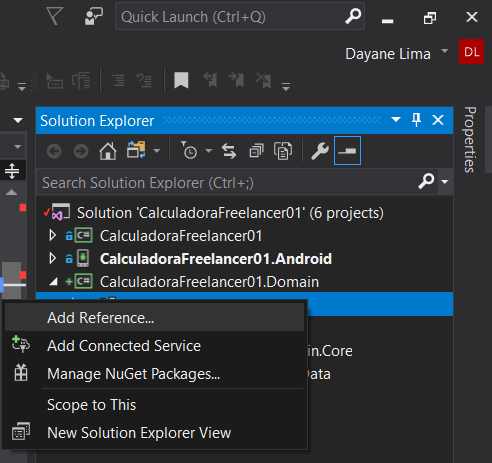 Quick Launch (Ctrl+Q)
Dayane Lima
DL
Solution Explorer
Properties
Search Solution Explorer (Ctrl+;)
Solution 'CalculadoraFreelancer01' (6 projects)
C# CalculadoraFreelancer01
CalculadoraFreelancer01.Android
C# CalculadoraFreelancer01.Domain
Add Reference...
Add Connected Service
in.Core
Manage NuGet Packages...
Data
Scope to This
New Solution Explorer View